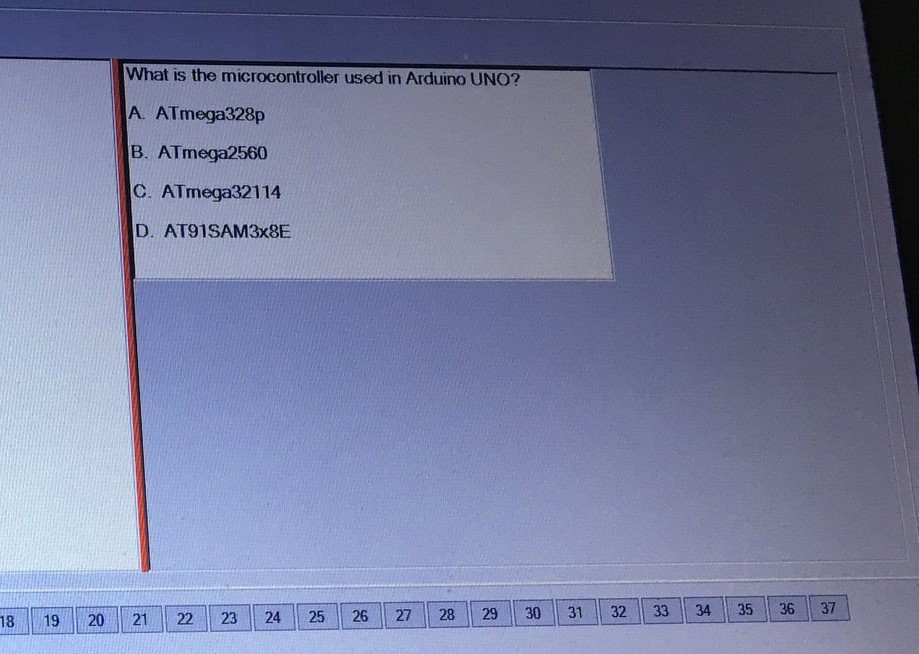 What is the microcontroller used in Arduino UNO?
A. ATmega328p
B. ATmega2560
C. ATmega32114
D. AT91SAM3x8E
18 19 20 21 22 23 24 25 26 27 28 29 30 31 32 33 34 35 36 37